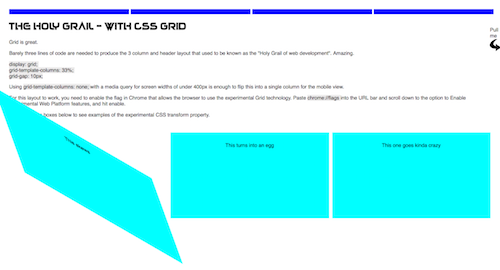 THE HOLY GRAIL - WITH CSS GRID
Pull
me
Grid is great.
Barely three lines of code are needed to produce the 3 column and header layout that used to be known as the "Holy Grail of web development". Amazing.
display: grid;
grid-template-columns: 33%;
grid-gap: 10px;
Using grid-template-columns: none; with a media query for screen widths of under 400px is enough to flip this into a single column for the mobile view.
For this layout to work, you need to enable the flag in Chrome that allows the browser to use the experimental Grid technology. Paste chrome://flags into the URL bar and scroll down to the option to Enable
mental Web Platform features, and hit enable.
boxes below to see examples of the experimental CSS transform property.
This turns into an egg
This one goes kinda crazy